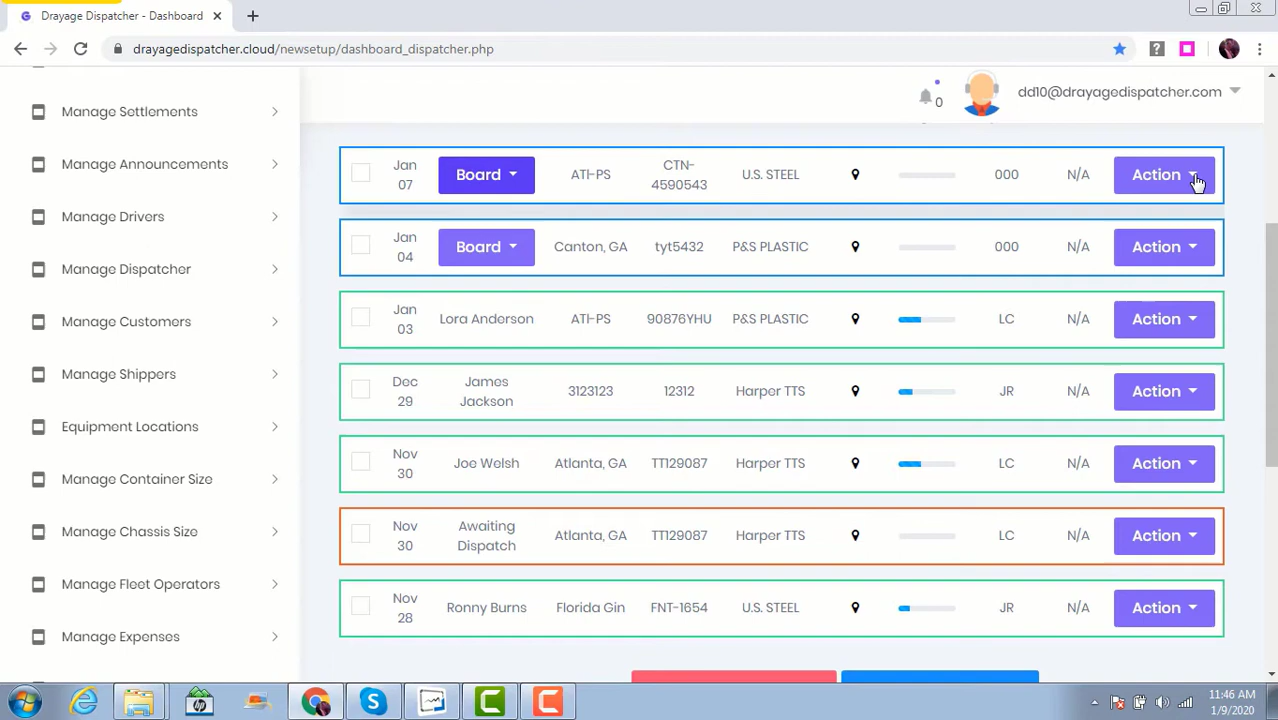 Drayage Dispatcher - Dashboard
drayagedispatcher.cloud/newsetup/dashboard_dispatcher.php
0
dd10@drayagedispatcher.com
Manage Settlements
Manage Announcements
Manage Drivers
Manage Dispatcher
Manage Customers
Manage Shippers
Equipment Locations
Manage Container Size
Manage Chassis Size
Manage Fleet Operators
Manage Expenses
Jan 07 Board ATI-PS CTN-4590543 U.S. STEEL 000 N/A Action
Jan 04 Board Canton, GA tyt5432 P&S PLASTIC 000 N/A Action
Jan 03 Lora Anderson ATI-PS 90876YHU P&S PLASTIC LC N/A Action
Dec 29 James Jackson 3123123 12312 Harper TTS JR N/A Action
Nov 30 Joe Welsh Atlanta, GA TT129087 Harper TTS LC N/A Action
Nov 30 Awaiting Dispatch Atlanta, GA TT129087 Harper TTS LC N/A Action
Nov 28 Ronny Burns Florida Gin FNT-1654 U.S. STEEL JR N/A Action
11:46 AM
1/9/2020